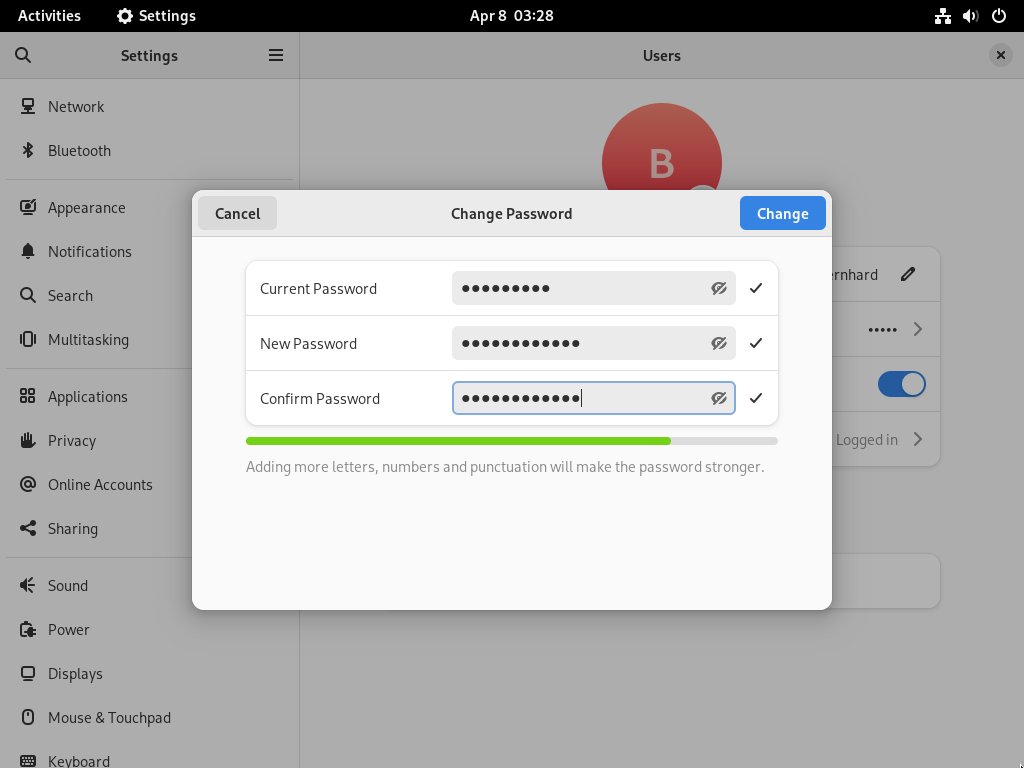 Activities Settings Apr 8 03:28
Settings Users
Network
Bluetooth
Appearance
Notifications
Search
Multitasking
Applications
Privacy
Online Accounts
Sharing
Sound
Power
Displays
Mouse & Touchpad
Keyboard
B
Cancel Change Password Change
Current Password ●●●●●●●●●
New Password ●●●●●●●●●●●●
Confirm Password ●●●●●●●●●●●●
Adding more letters, numbers and punctuation will make the password stronger.
ernhard
•••••
Logged in